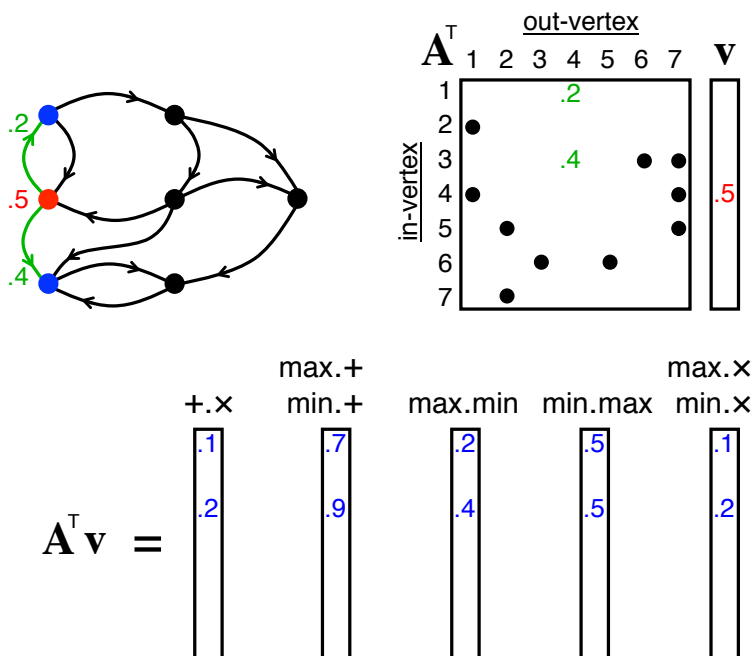 out-vertex
Aᵀ 1 2 3 4 5 6 7 v
in-vertex
1 .2
2
3 .4
4 .5
5
6
7
.2
.5
.4
max.+ max.×
+.× min.+ max.min min.max min.×
.1 .7 .2 .5 .1
.2 .9 .4 .5 .2
Aᵀ v =